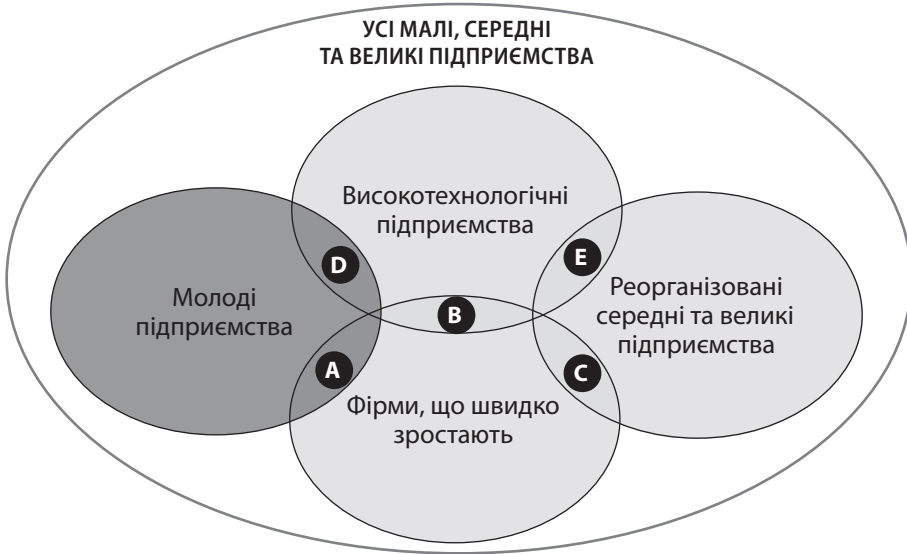 УСІ МАЛІ, СЕРЕДНІ
ТА ВЕЛИКІ ПІДПРИЄМСТВА
Високотехнологічні
підприємства
D
E
Молоді
підприємства
B
Реорганізовані
середні та великі
підприємства
A
C
Фірми, що швидко
зростають